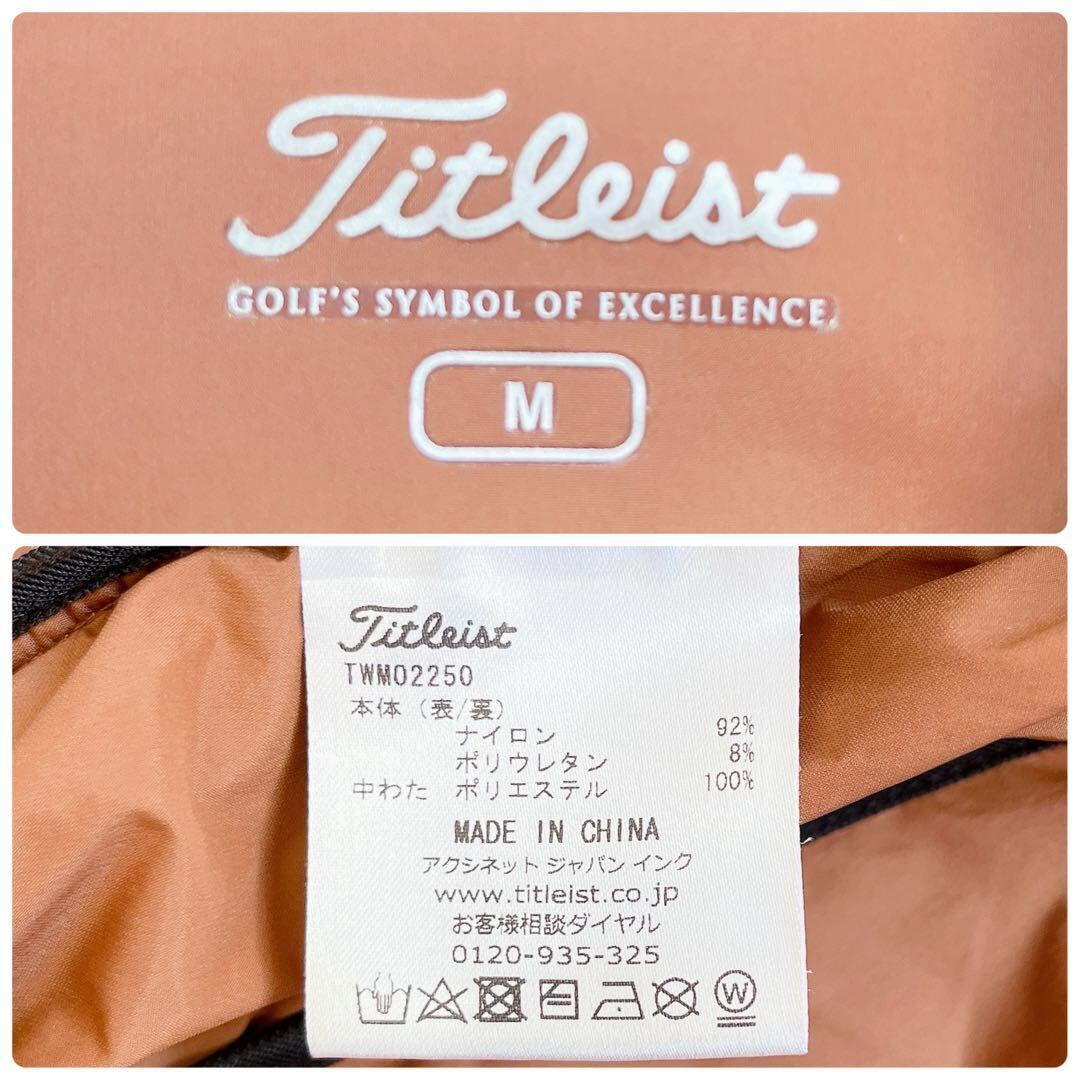 Titleist
GOLF'S SYMBOL OF EXCELLENCE.
M
Titleist
TWM02250
本体（表/裏）
ナイロン 92%
ポリウレタン 8%
中わた ポリエステル 100%
MADE IN CHINA
アクシネット ジャパン インク
www.titleist.co.jp
お客様相談ダイヤル
0120-935-325
W